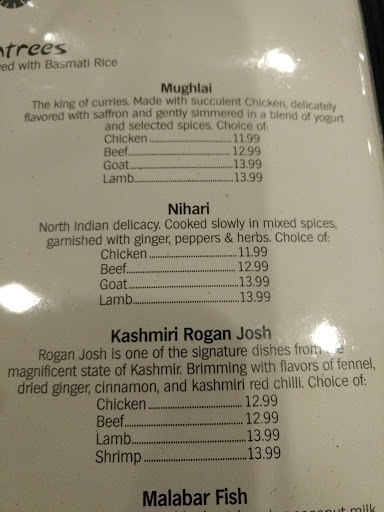 ntrees
ed with Basmati Rice
Mughlai
The king of curries. Made with succulent Chicken, delicately
flavored with saffron and gently simmered in a blend of yogurt
and selected spices. Choice of:
Chicken....................11.99
Beef.........................12.99
Goat.........................13.99
Lamb........................13.99
Nihari
North Indian delicacy. Cooked slowly in mixed spices,
garnished with ginger, peppers & herbs. Choice of:
Chicken....................11.99
Beef.........................12.99
Goat.........................13.99
Lamb........................13.99
Kashmiri Rogan Josh
Rogan Josh is one of the signature dishes from the
magnificent state of Kashmir. Brimming with flavors of fennel,
dried ginger, cinnamon, and kashmiri red chilli. Choice of:
Chicken....................12.99
Beef.........................12.99
Lamb........................13.99
Shrimp.....................13.99
Malabar Fish
coconut milk